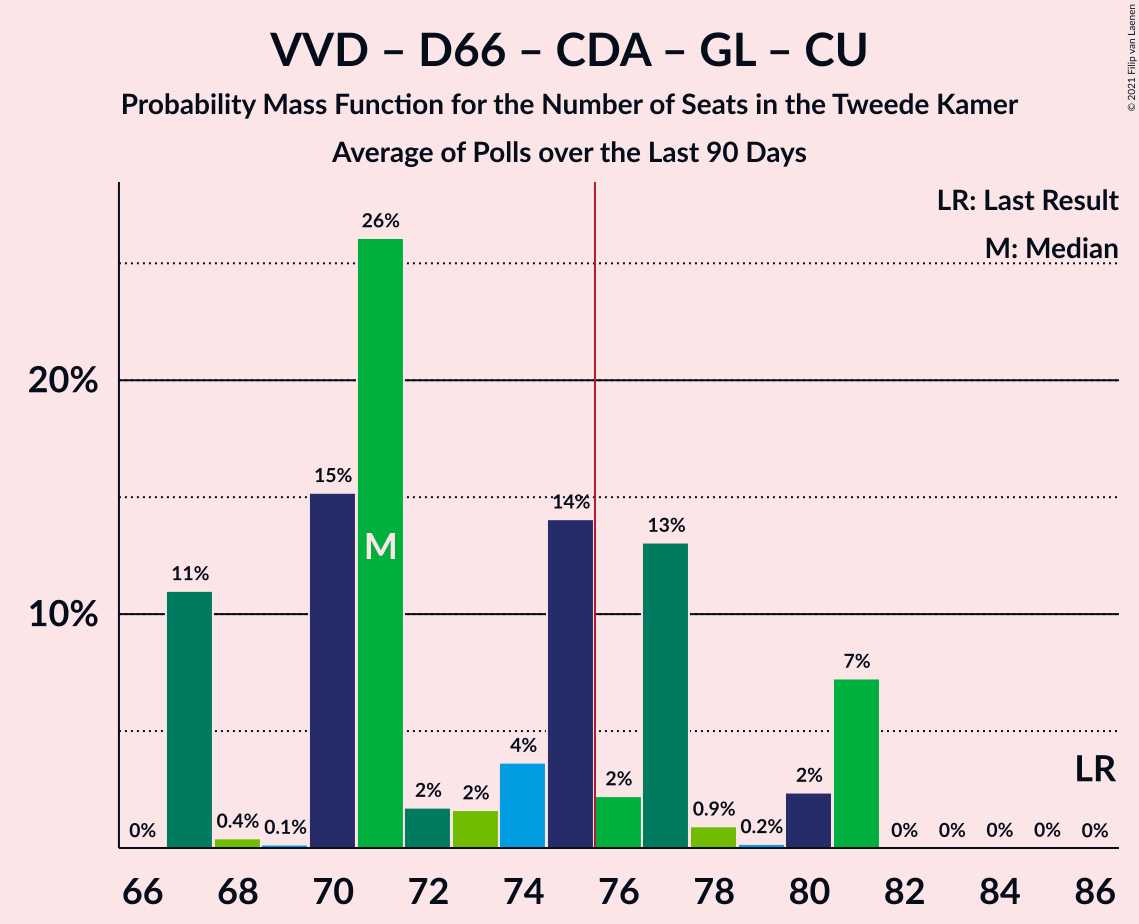 VVD – D66 – CDA – GL – CU
Probability Mass Function for the Number of Seats in the Tweede Kamer
Average of Polls over the Last 90 Days
© 2021 Filip van Laenen
LR: Last Result
M: Median
20%
10%
0%
11%
0.4%
0.1%
15%
26%
M
2%
2%
4%
14%
2%
13%
0.9%
0.2%
2%
7%
0%
0%
0%
0%
0%
LR
66 68 70 72 74 76 78 80 82 84 86